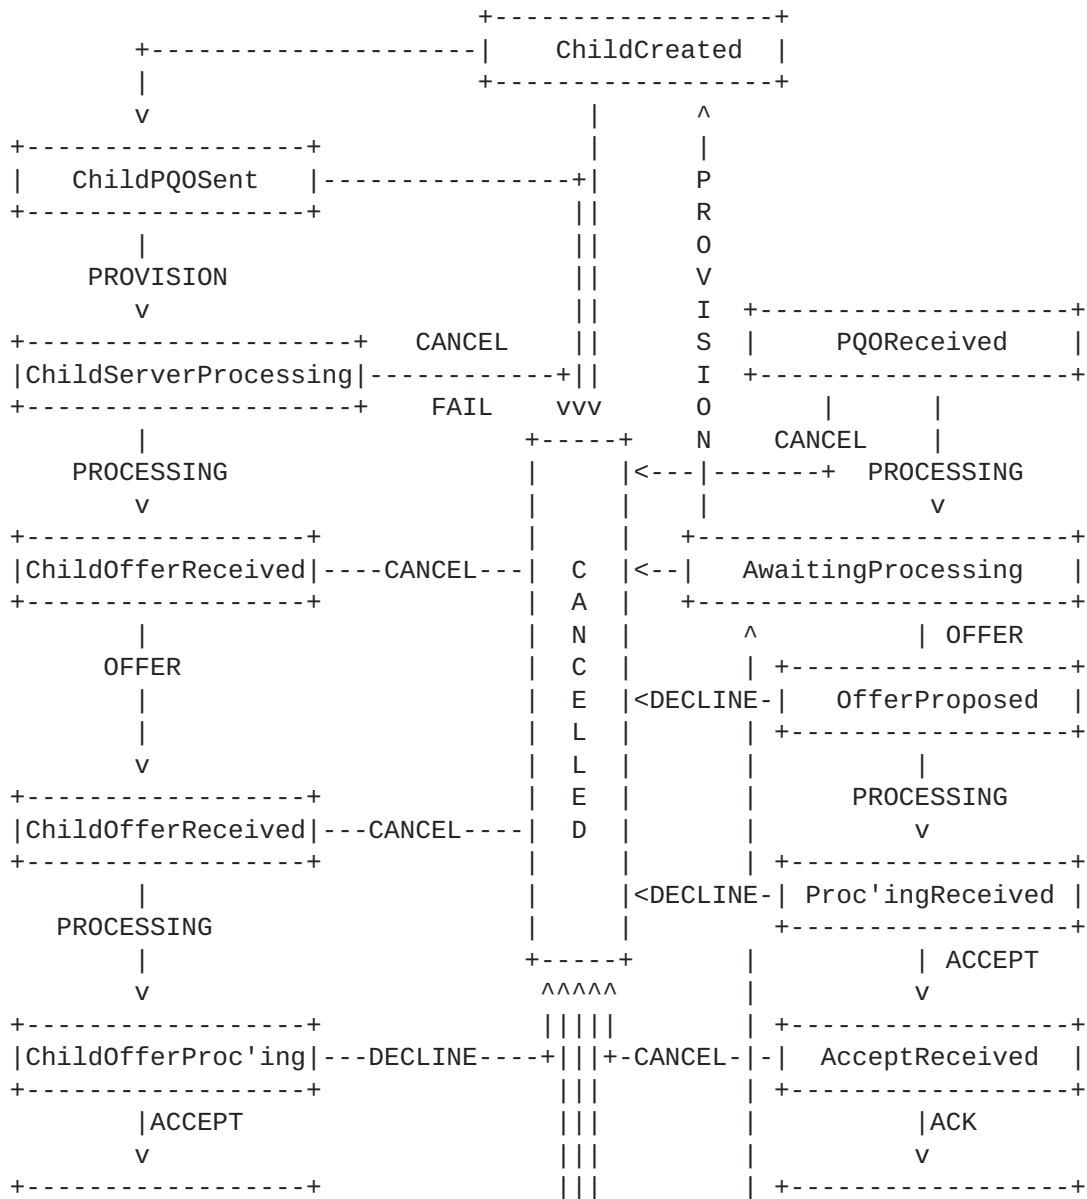 +------------------+
        +---------------------|    ChildCreated  |
        |                     +------------------+
        v                            |      ^
+------------------+                 |      |
|   ChildPQOSent   |----------------+|      P
+------------------+                ||      R
        |                           ||      O
     PROVISION                      ||      V
        v                           ||      I  +--------------------+
+---------------------+   CANCEL    ||      S  |     PQOReceived    |
|ChildServerProcessing|------------+||      I  +--------------------+
+---------------------+    FAIL    vvv      O       |      |
        |                        +-----+    N    CANCEL    |
    PROCESSING                   |     |<---|-------+  PROCESSING
        v                        |     |    |              v
+------------------+             |     |   +------------------------+
|ChildOfferReceived|----CANCEL---|  C  |<--|   AwaitingProcessing   |
+------------------+             |  A  |   +------------------------+
        |                        |  N  |       ^          | OFFER
      OFFER                      |  C  |       | +------------------+
        |                        |  E  |<DECLINE-|   OfferProposed  |
        |                        |  L  |       | +------------------+
        v                        |  L  |       |          |
+------------------+             |  E  |       |      PROCESSING
|ChildOfferReceived|---CANCEL----|  D  |       |          v
+------------------+             |     |       | +------------------+
        |                        |     |<DECLINE-| Proc'ingReceived |
   PROCESSING                    |     |         +------------------+
        |                        +-----+       |          | ACCEPT
        v                         ^^^^^        |          v
+------------------+              |||||        | +------------------+
|ChildOfferProc'ing|---DECLINE----+|||+-CANCEL-|-|  AcceptReceived  |
+------------------+               |||         | +------------------+
        |ACCEPT                    |||         |          |ACK
        v                          |||         |          v
+------------------+               |||         | +------------------+